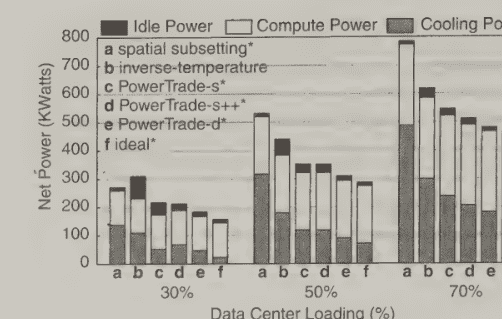 Idle Power Compute Power Cooling
Net Power (KWatts)
800
700
600
500
400
300
200
100
0
a spatial subsetting*
b inverse-temperature
c PowerTrade-s*
d PowerTrade-s++*
e PowerTrade-d*
f ideal*
a b c d e f a b c d e f a b c d e
30% 50% 70%
Data Center Loading (%)